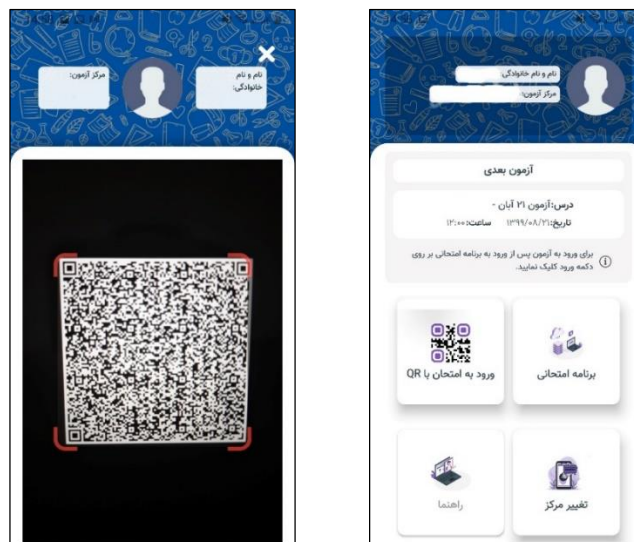 نام و نام
خانوادگی:
مرکز آزمون:
نام و نام خانوادگی:
مرکز آزمون:
آزمون بعدی
درس:آزمون ۲۱ آبان -
تاریخ:۱۳۹۹/۰۸/۲۱ ساعت:۱۲:۰۰
برای ورود به آزمون پس از ورود به برنامه امتحانی بر روی
دکمه ورود کلیک نمایید.
برنامه امتحانی
ورود به امتحان با QR
تغییر مرکز
راهنما